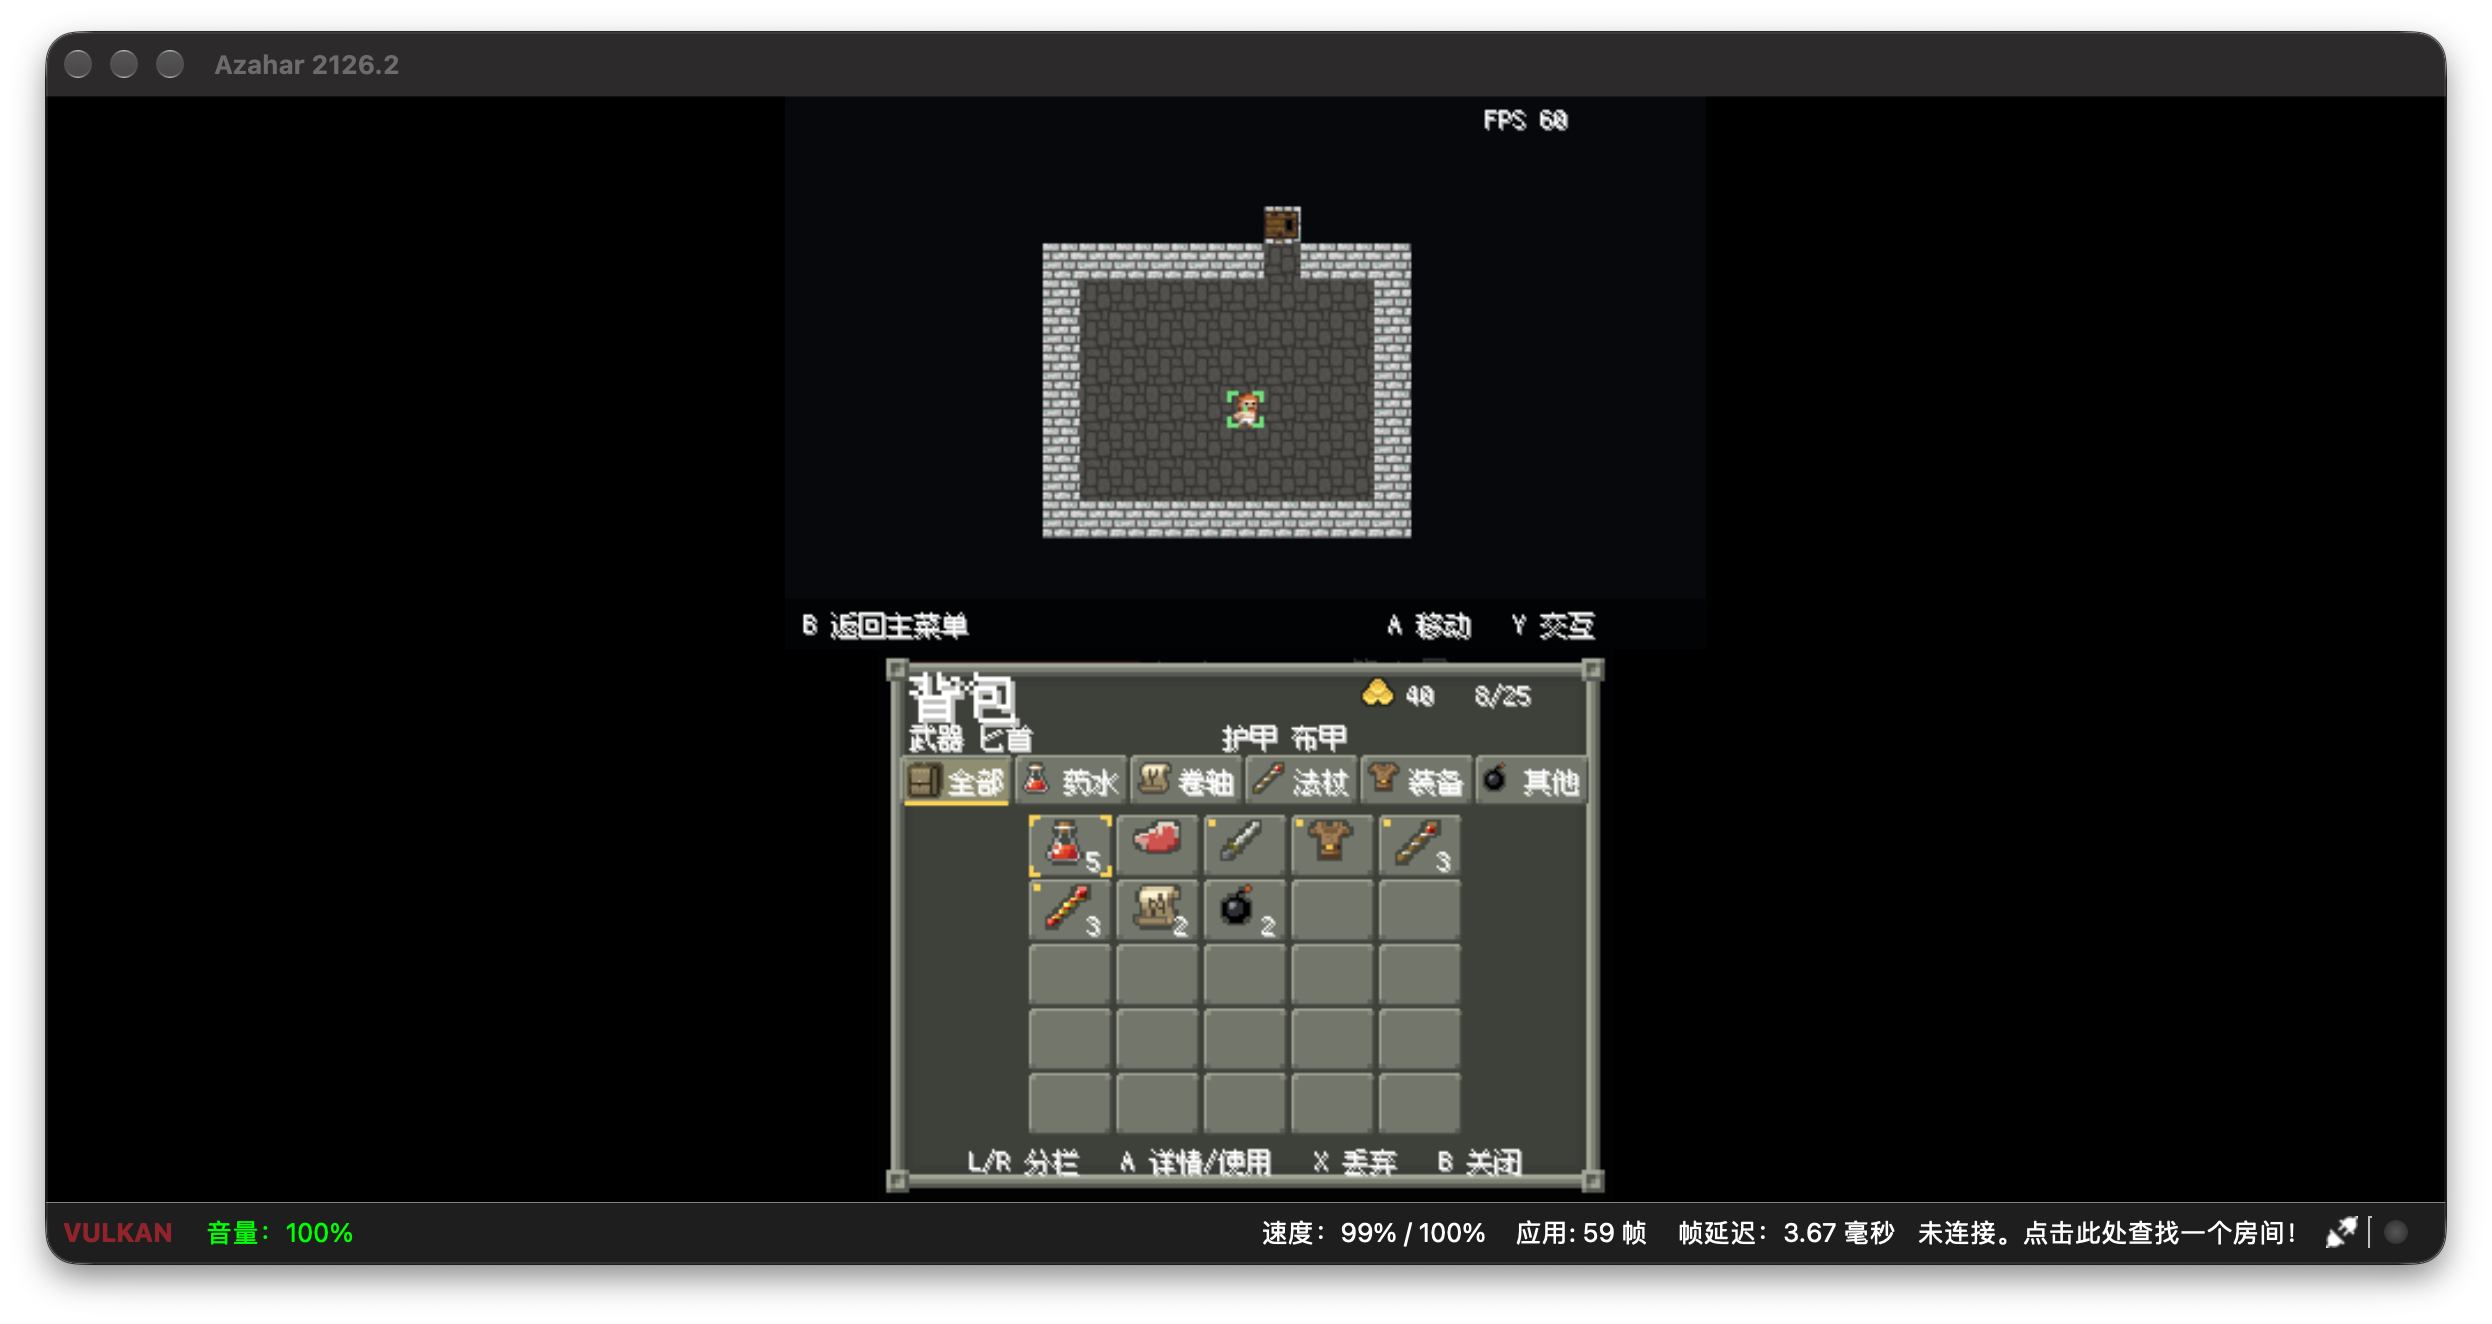 Azahar 2126.2
FPS 60
B 返回主菜单 A 移动 Y 交互
背包 40 8/25
武器 匕首 护甲 布甲
全部 药水 卷轴 法杖 装备 其他
5 3
3 2 2
L/R 分栏 A 详情/使用 X 丢弃 B 关闭
VULKAN 音量：100% 速度：99% / 100% 应用: 59 帧 帧延迟：3.67 毫秒 未连接。点击此处查找一个房间！